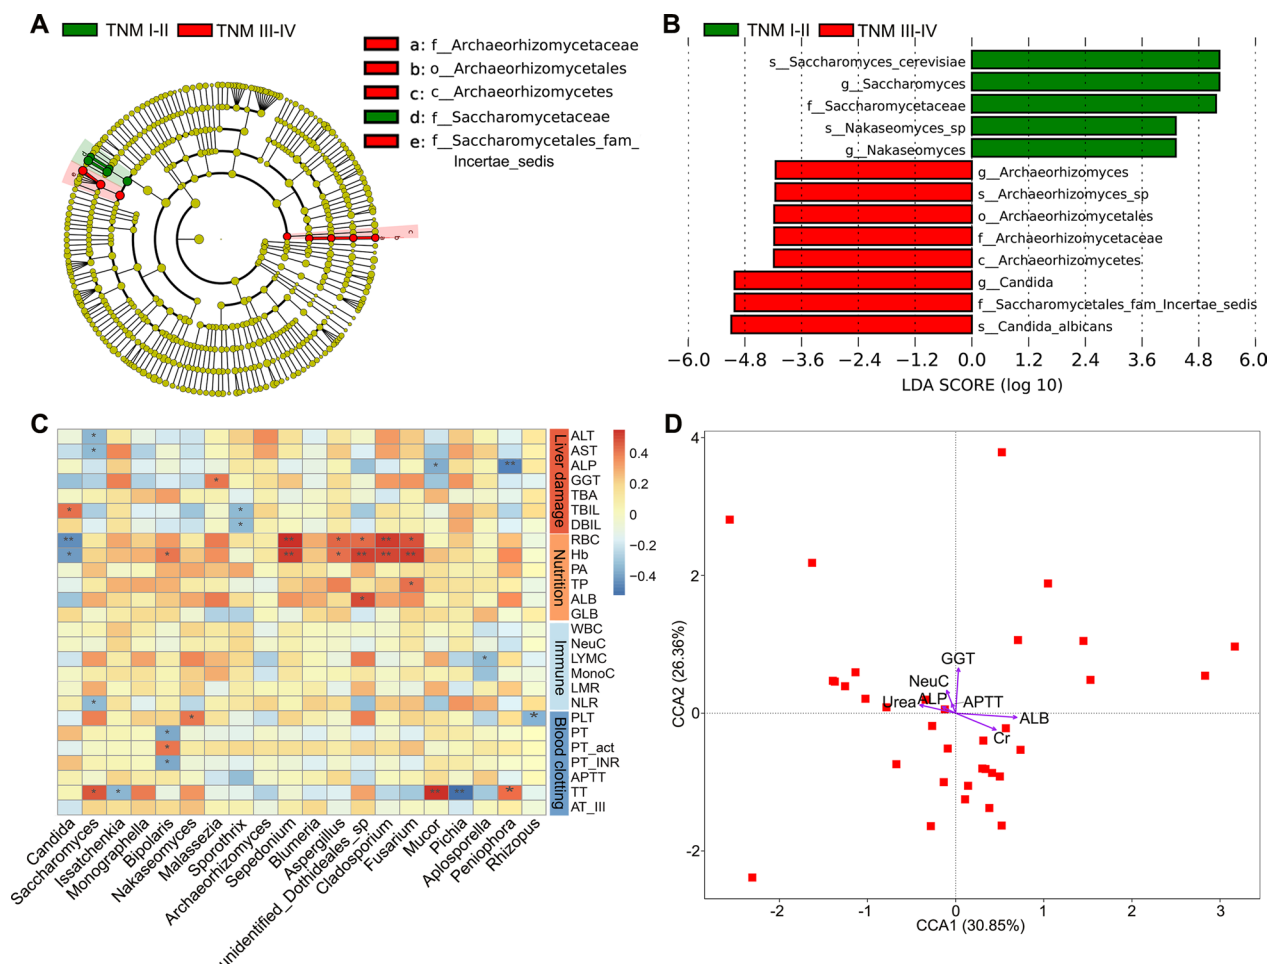 A
TNM I-II
TNM III-IV
a: f__Archaeorhizomycetaceae
b: o__Archaeorhizomycetales
c: c__Archaeorhizomycetes
d: f__Saccharomycetaceae
e: f__Saccharomycetales_fam_
Incertae_sedis
d
e
a
b
c
B
TNM I-II
TNM III-IV
s__Saccharomyces_cerevisiae
g__Saccharomyces
f__Saccharomycetaceae
s__Nakaseomyces_sp
g__Nakaseomyces
g__Archaeorhizomyces
s__Archaeorhizomyces_sp
o__Archaeorhizomycetales
f__Archaeorhizomycetaceae
c__Archaeorhizomycetes
g__Candida
f__Saccharomycetales_fam_Incertae_sedis
s__Candida_albicans
−6.0 −4.8 −3.6 −2.4 −1.2 0.0 1.2 2.4 3.6 4.8 6.0
LDA SCORE (log 10)
C
ALT
AST
ALP
GGT
TBA
TBIL
DBIL
RBC
Hb
PA
TP
ALB
GLB
WBC
NeuC
LYMC
MonoC
LMR
NLR
PLT
PT
PT_act
PT_INR
APTT
TT
AT_III
Liver damage
Nutrition
Immune
Blood clotting
0.4
0.2
0
−0.2
−0.4
Candida
Saccharomyces
Issatchenkia
Monographella
Bipolaris
Nakaseomyces
Malassezia
Sporothrix
Archaeorhizomyces
Sepedonium
Blumeria
Aspergillus
unidentified_Dothideales_sp
Cladosporium
Fusarium
Mucor
Pichia
Aplosporella
Peniophora
Rhizopus
D
4
2
0
-2
CCA2 (26.36%)
GGT
NeuC
ALP
Urea
APTT
ALB
Cr
-2 -1 0 1 2 3
CCA1 (30.85%)